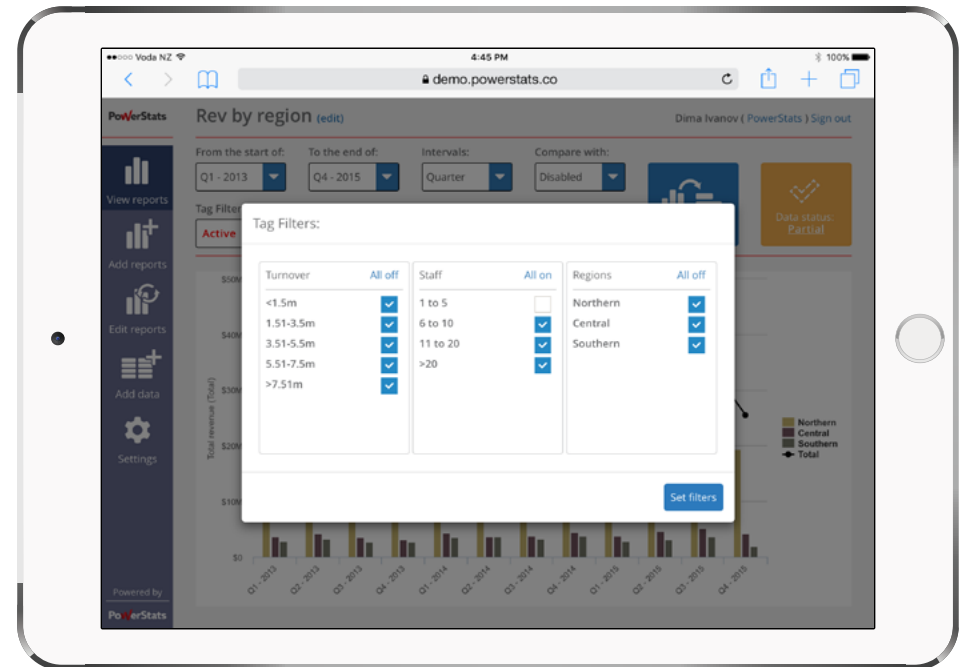 Voda NZ
4:45 PM
100%
demo.powerstats.co
PowerStats
Rev by region (edit)
Dima Ivanov ( PowerStats ) Sign out
From the start of:
To the end of:
Intervals:
Compare with:
Q1 - 2013
Q4 - 2015
Quarter
Disabled
View reports
Add reports
Edit reports
Add data
Settings
Powered by
PowerStats
Tag Filter
Active
Data status:
Partial
Tag Filters:
Turnover
All off
<1.5m
1.51-3.5m
3.51-5.5m
5.51-7.5m
>7.51m
Staff
All on
1 to 5
6 to 10
11 to 20
>20
Regions
All off
Northern
Central
Southern
Set filters
Total revenue (Total)
$50M
$40M
$30M
$20M
$10M
$0
Q1 - 2013
Q2 - 2013
Q3 - 2013
Q4 - 2013
Q1 - 2014
Q2 - 2014
Q3 - 2014
Q4 - 2014
Q1 - 2015
Q2 - 2015
Q3 - 2015
Q4 - 2015
Northern
Central
Southern
Total